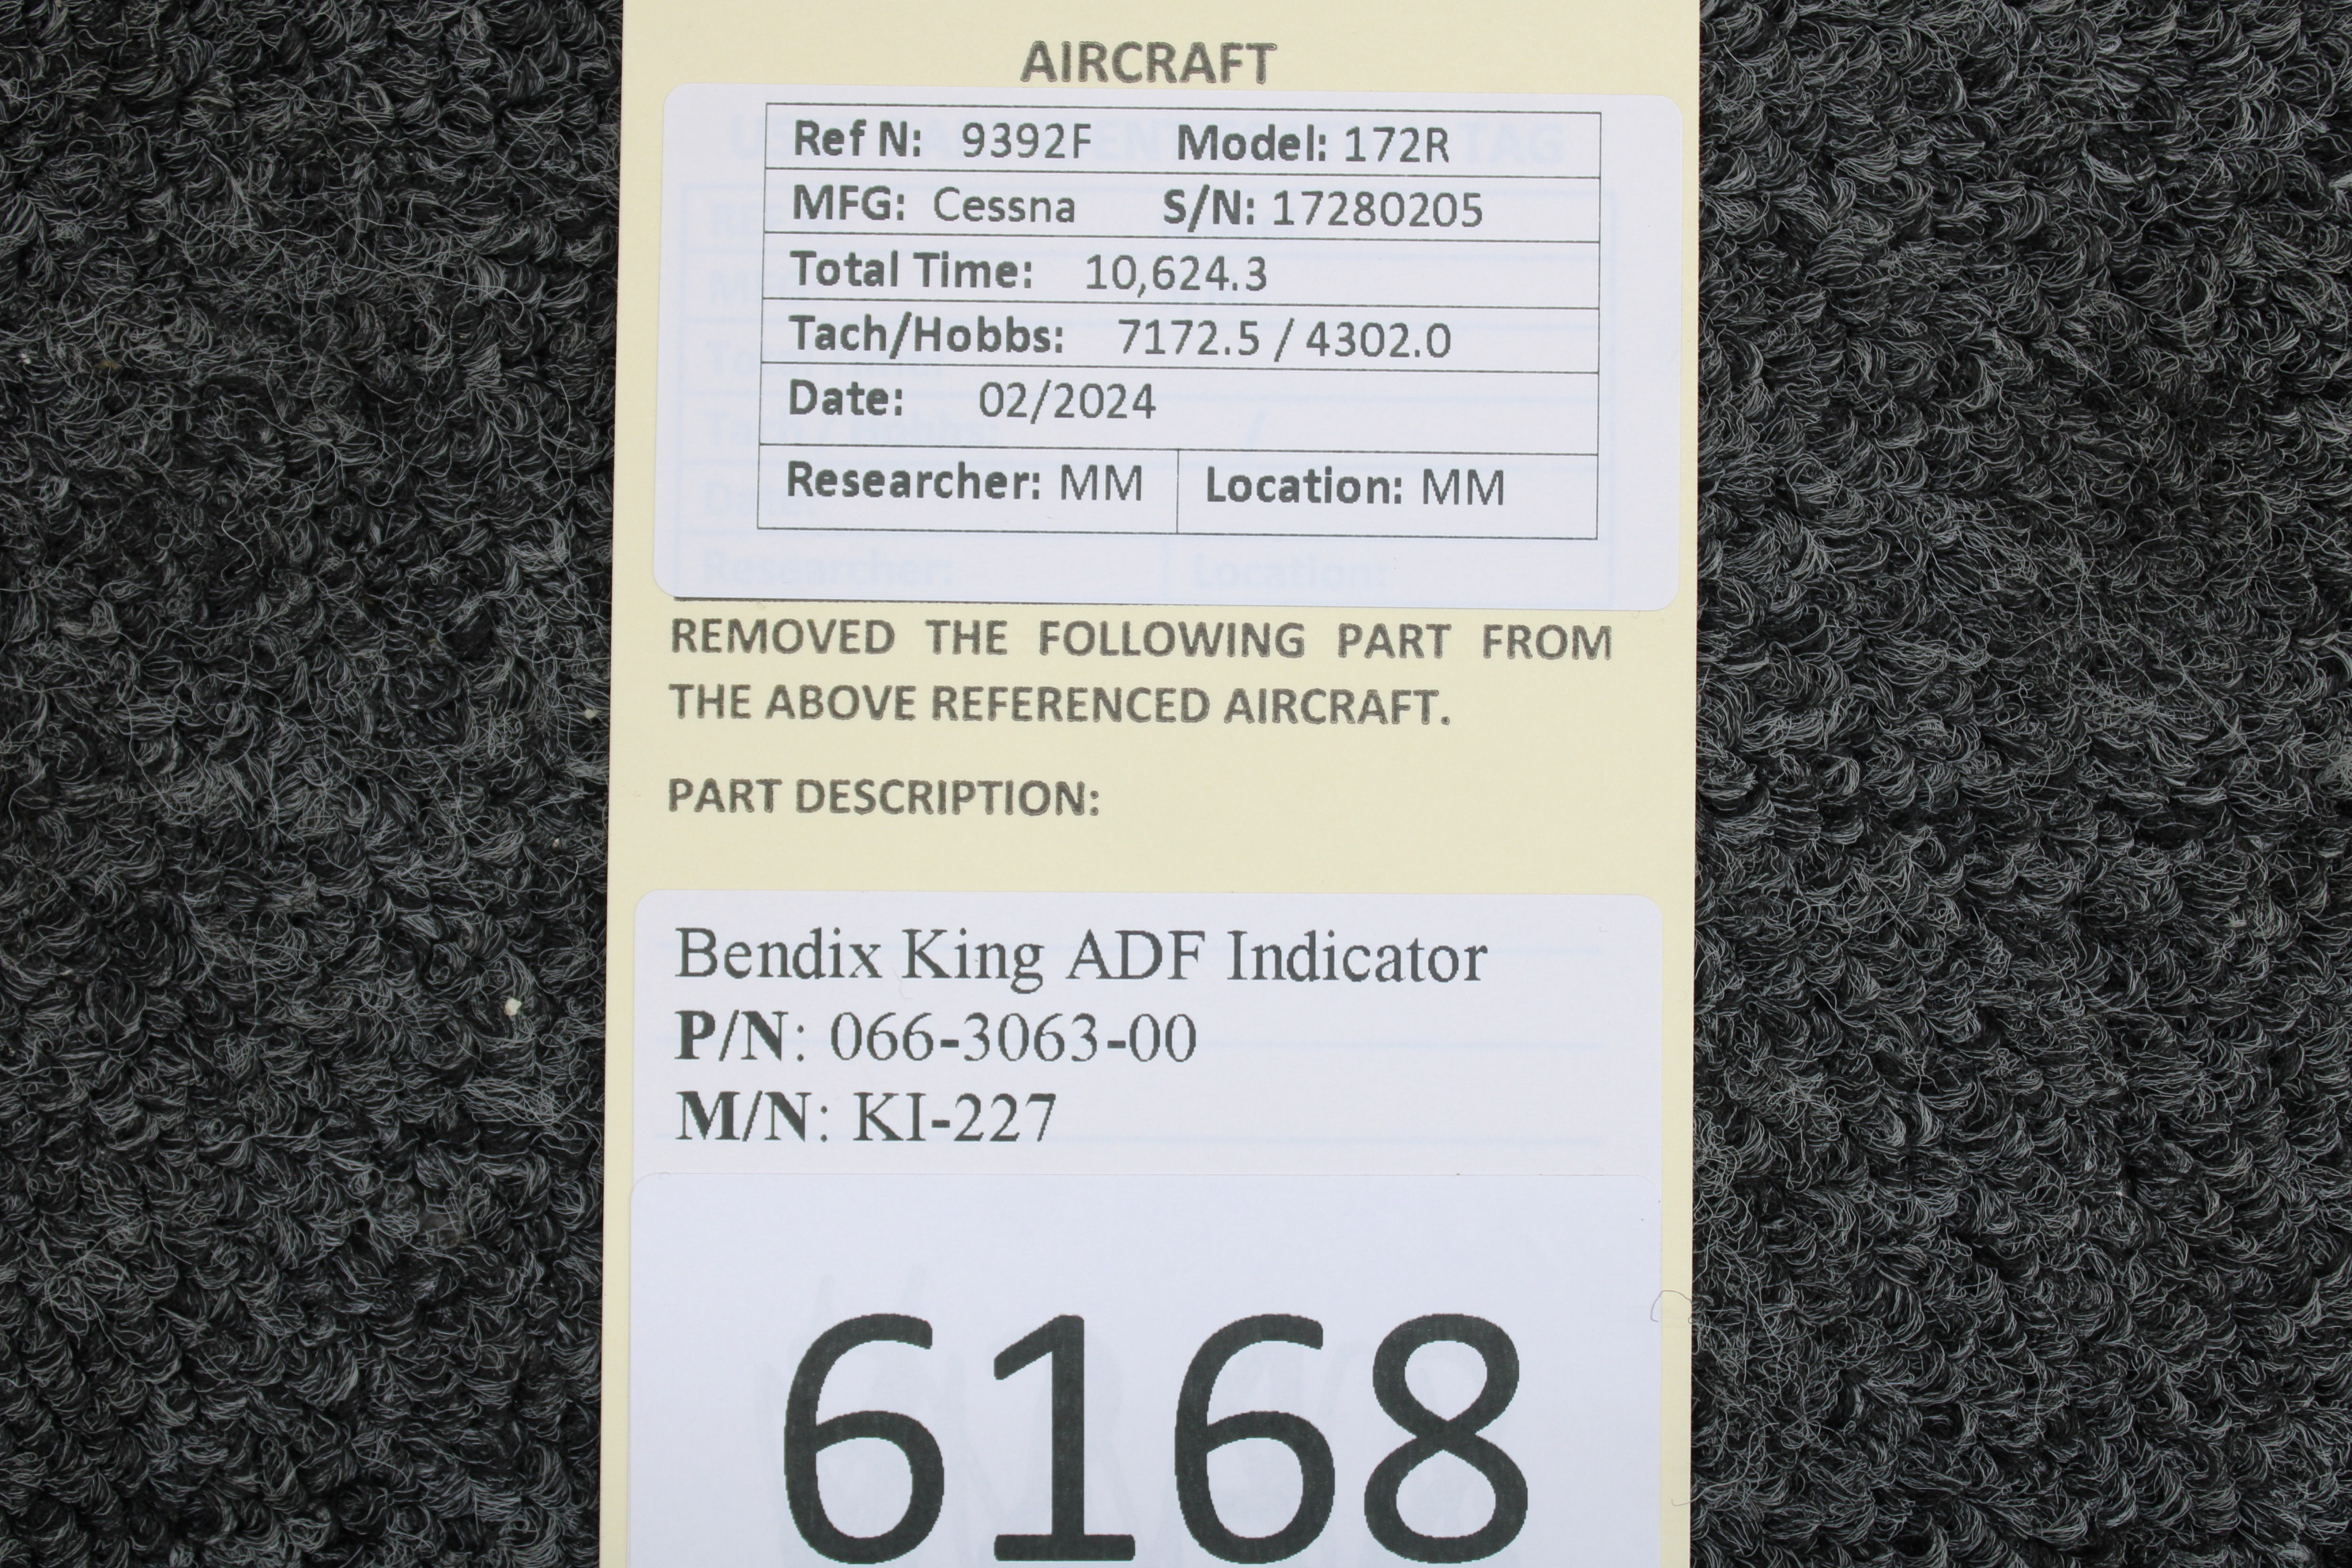 AIRCRAFT
Ref N: 9392F Model: 172R
MFG: Cessna S/N: 17280205
Total Time: 10,624.3
Tach/Hobbs: 7172.5 / 4302.0
Date: 02/2024
Researcher: MM Location: MM
REMOVED THE FOLLOWING PART FROM
THE ABOVE REFERENCED AIRCRAFT.
PART DESCRIPTION:
Bendix King ADF Indicator
P/N: 066-3063-00
M/N: KI-227
6168